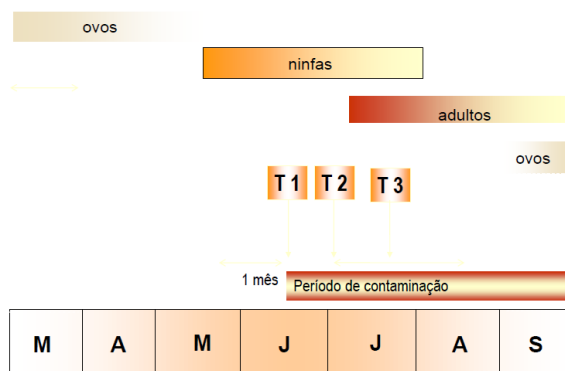 ovos
ninfas
adultos
ovos
T 1
T 2
T 3
1 mês
Período de contaminação
M A M J J A S